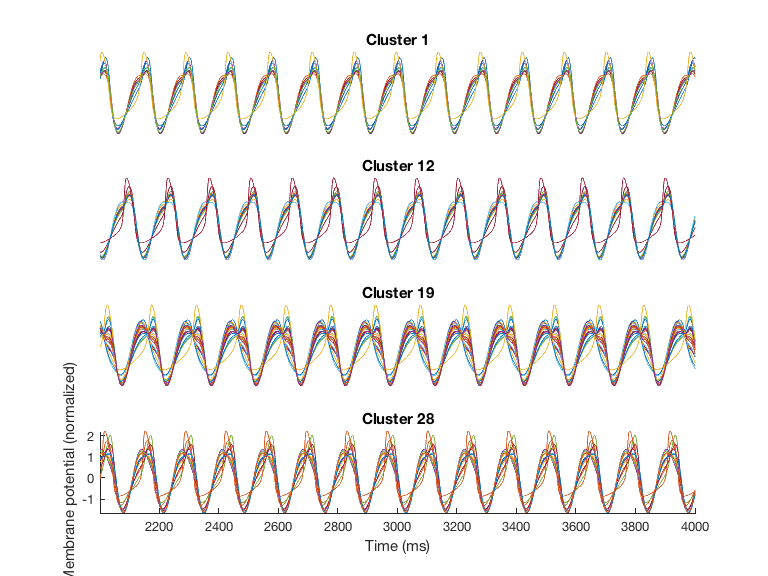 Cluster 1
Cluster 12
Cluster 19
Cluster 28
2
1
0
-1
2200 2400 2600 2800 3000 3200 3400 3600 3800 4000
Time (ms)
Membrane potential (normalized)